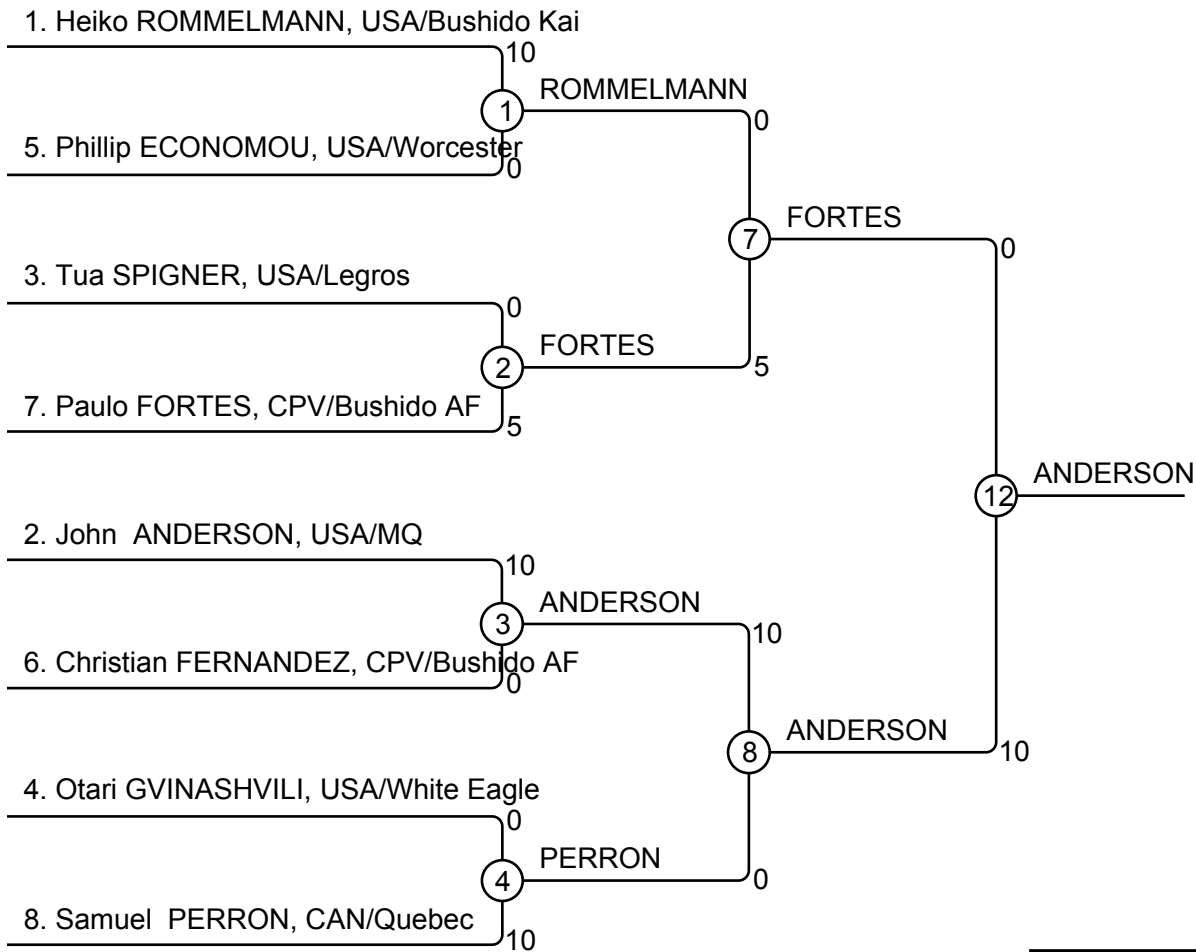 1. Heiko ROMMELMANN, USA/Bushido Kai
10
ROMMELMANN
1
0
5. Phillip ECONOMOU, USA/Worcester
0
FORTES
7
0
3. Tua SPIGNER, USA/Legros
0
FORTES
2
5
7. Paulo FORTES, CPV/Bushido AF
5
ANDERSON
12
2. John ANDERSON, USA/MQ
10
ANDERSON
3
10
6. Christian FERNANDEZ, CPV/Bushido AF
0
ANDERSON
8
10
4. Otari GVINASHVILI, USA/White Eagle
0
PERRON
4
0
8. Samuel PERRON, CAN/Quebec
10